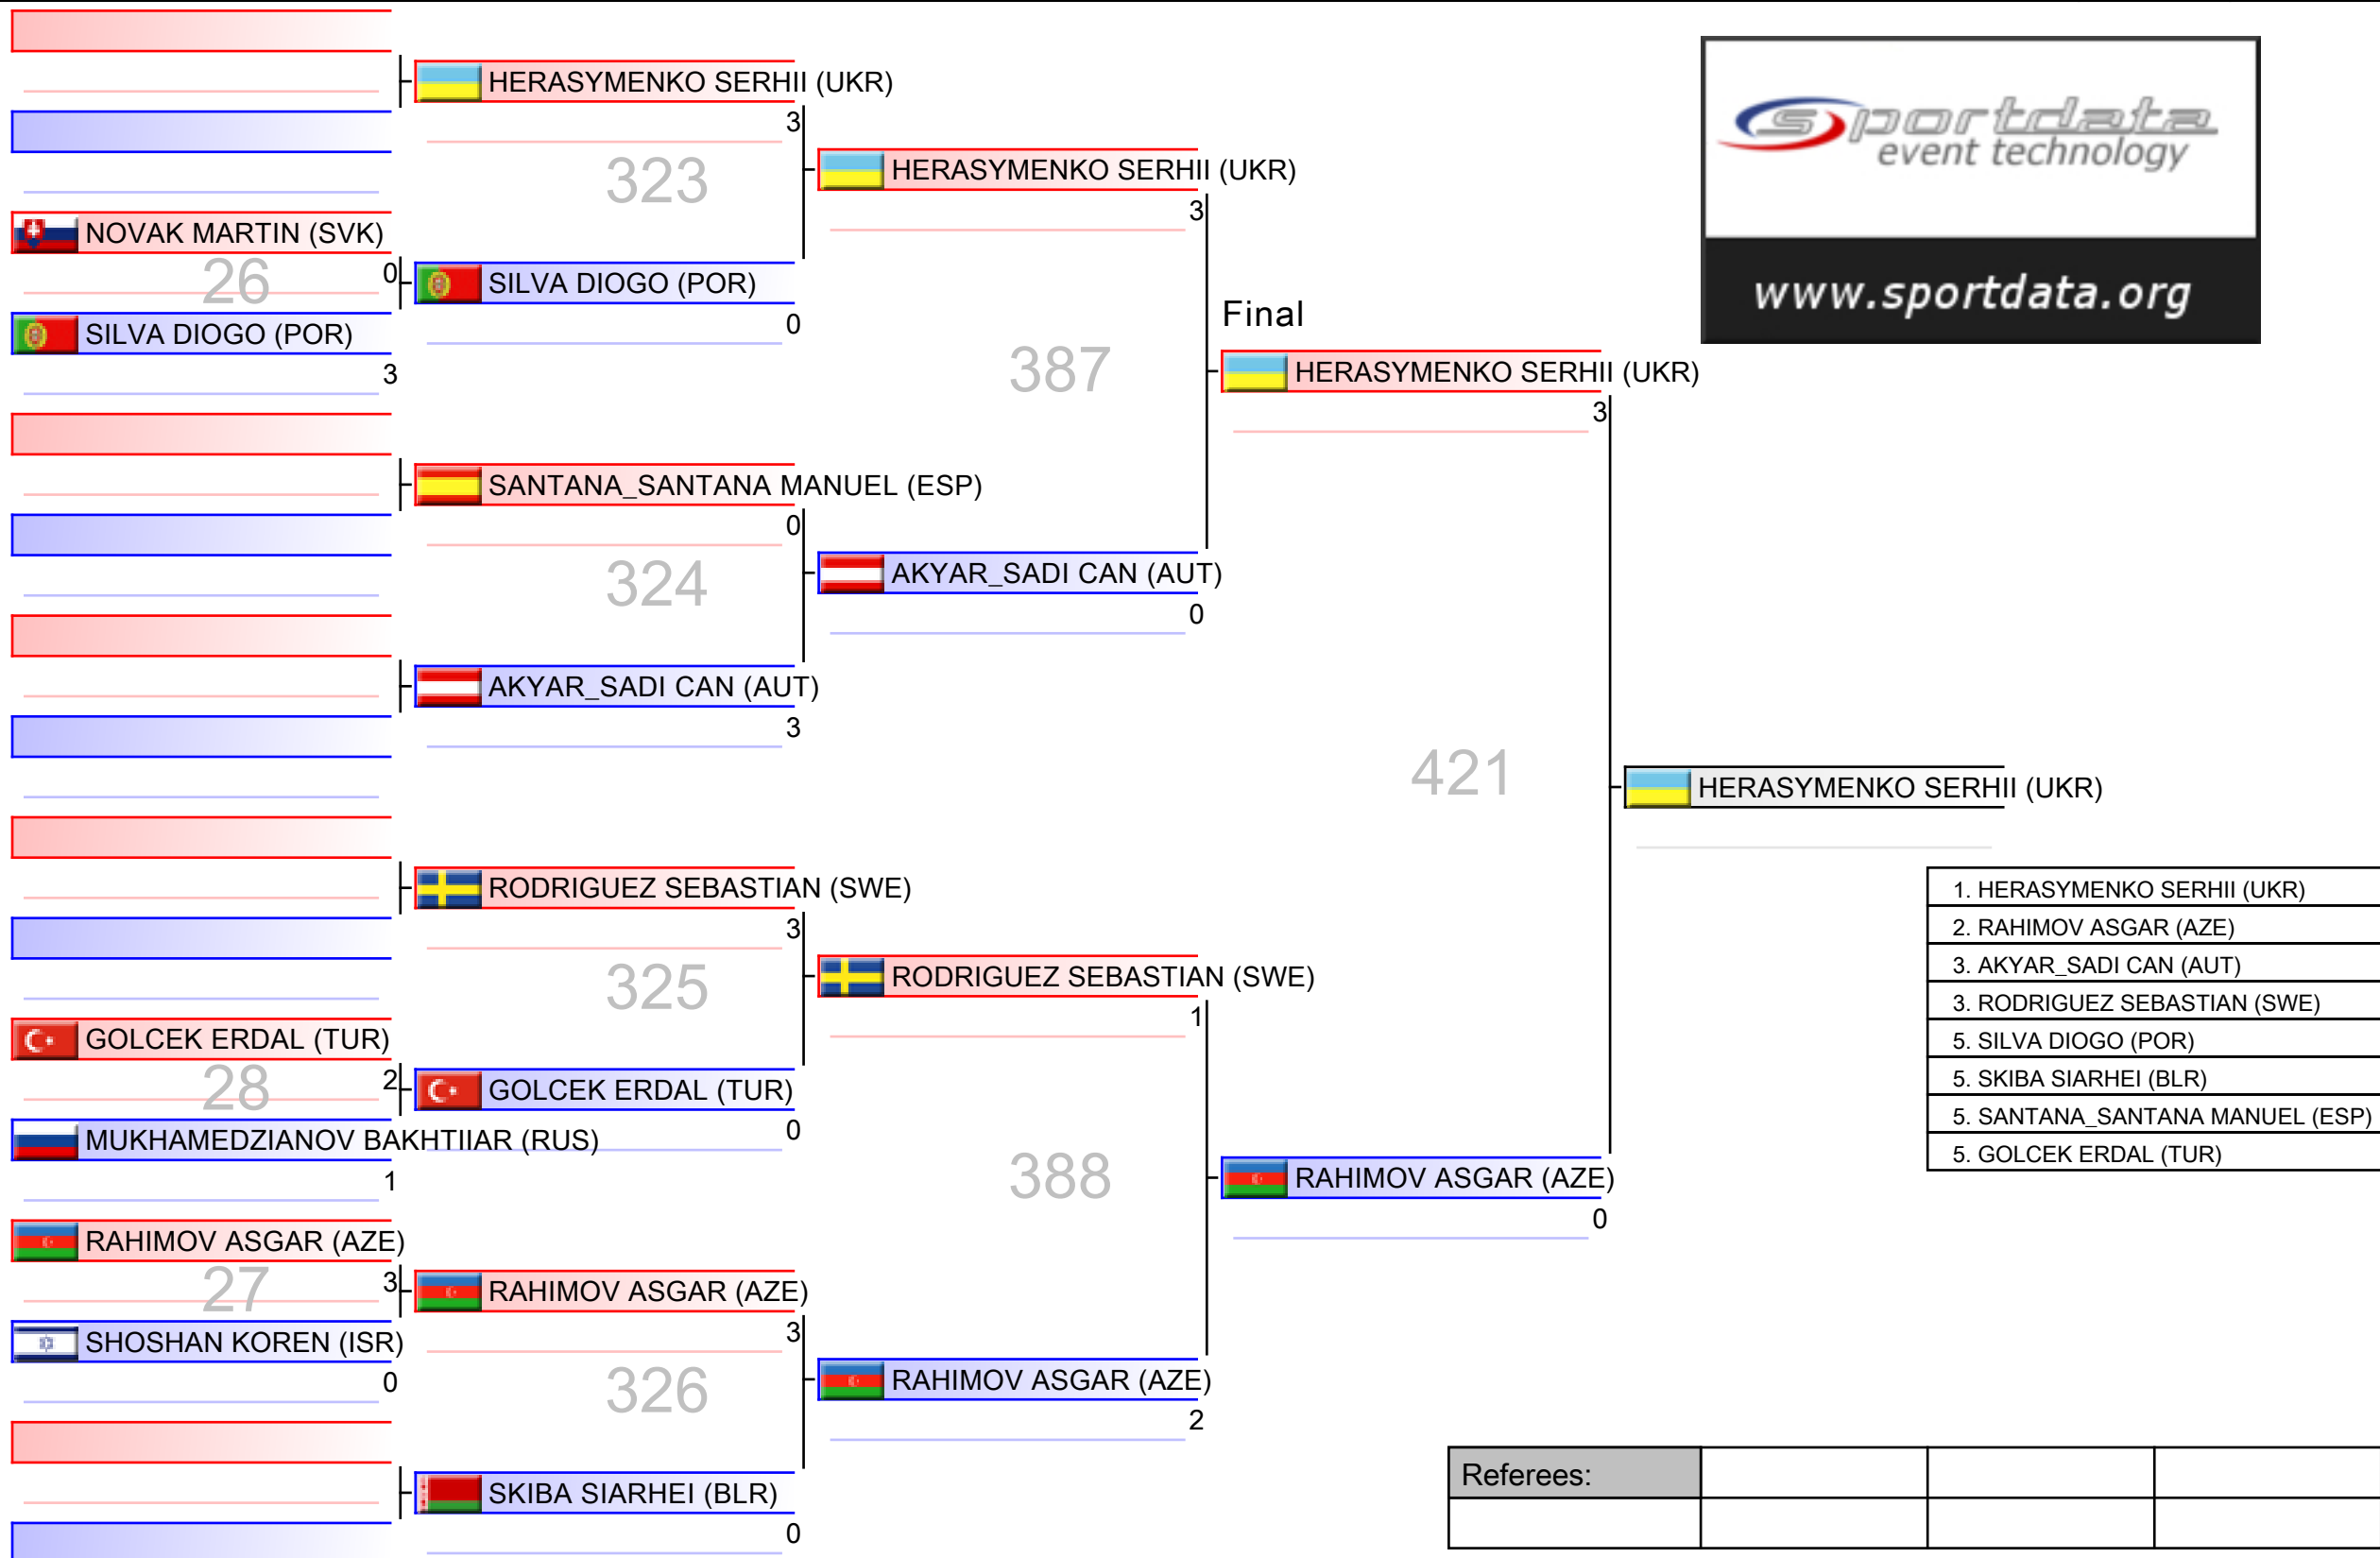 HERASYMENKO SERHII (UKR)
3
323
HERASYMENKO SERHII (UKR)
3
NOVAK MARTIN (SVK)
0
26
SILVA DIOGO (POR)
0
SILVA DIOGO (POR)
3
387
Final
HERASYMENKO SERHII (UKR)
3
SANTANA_SANTANA MANUEL (ESP)
0
324
AKYAR_SADI CAN (AUT)
0
AKYAR_SADI CAN (AUT)
3
421
HERASYMENKO SERHII (UKR)
RODRIGUEZ SEBASTIAN (SWE)
3
325
RODRIGUEZ SEBASTIAN (SWE)
1
GOLCEK ERDAL (TUR)
2
28
GOLCEK ERDAL (TUR)
0
MUKHAMEDZIANOV BAKHTIIAR (RUS)
1
388
RAHIMOV ASGAR (AZE)
0
RAHIMOV ASGAR (AZE)
3
27
RAHIMOV ASGAR (AZE)
3
SHOSHAN KOREN (ISR)
0
326
RAHIMOV ASGAR (AZE)
2
SKIBA SIARHEI (BLR)
0
sportdata
event technology
www.sportdata.org
1. HERASYMENKO SERHII (UKR)
2. RAHIMOV ASGAR (AZE)
3. AKYAR_SADI CAN (AUT)
3. RODRIGUEZ SEBASTIAN (SWE)
5. SILVA DIOGO (POR)
5. SKIBA SIARHEI (BLR)
5. SANTANA_SANTANA MANUEL (ESP)
5. GOLCEK ERDAL (TUR)
Referees: